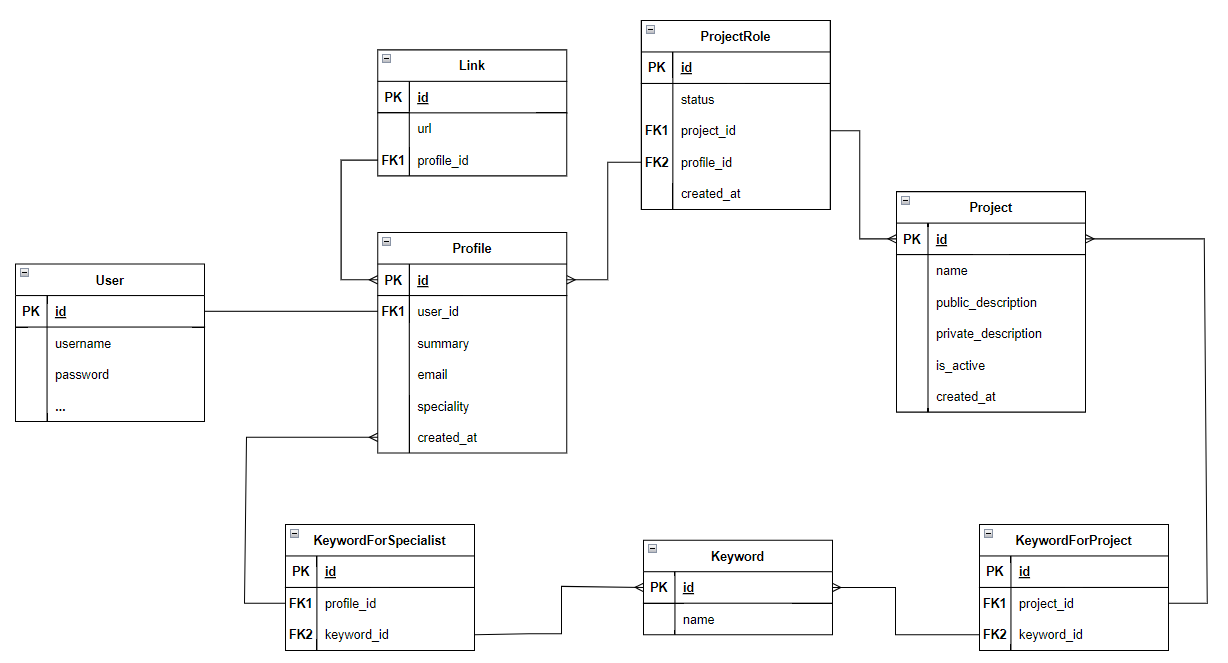 ProjectRole
PK id
status
FK1 project_id
FK2 profile_id
created_at
Link
PK id
url
FK1 profile_id
Project
PK id
name
public_description
private_description
is_active
created_at
Profile
PK id
FK1 user_id
summary
email
speciality
created_at
User
PK id
username
password
...
KeywordForSpecialist
PK id
FK1 profile_id
FK2 keyword_id
Keyword
PK id
name
KeywordForProject
PK id
FK1 project_id
FK2 keyword_id